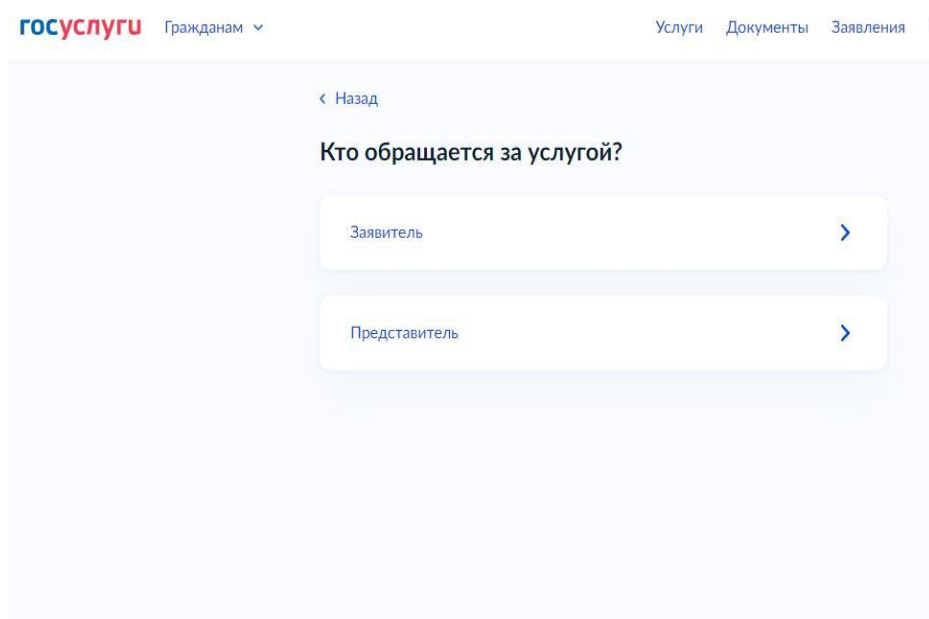 госуслуги Гражданам Услуги Документы Заявления
Назад
Кто обращается за услугой?
Заявитель
Представитель